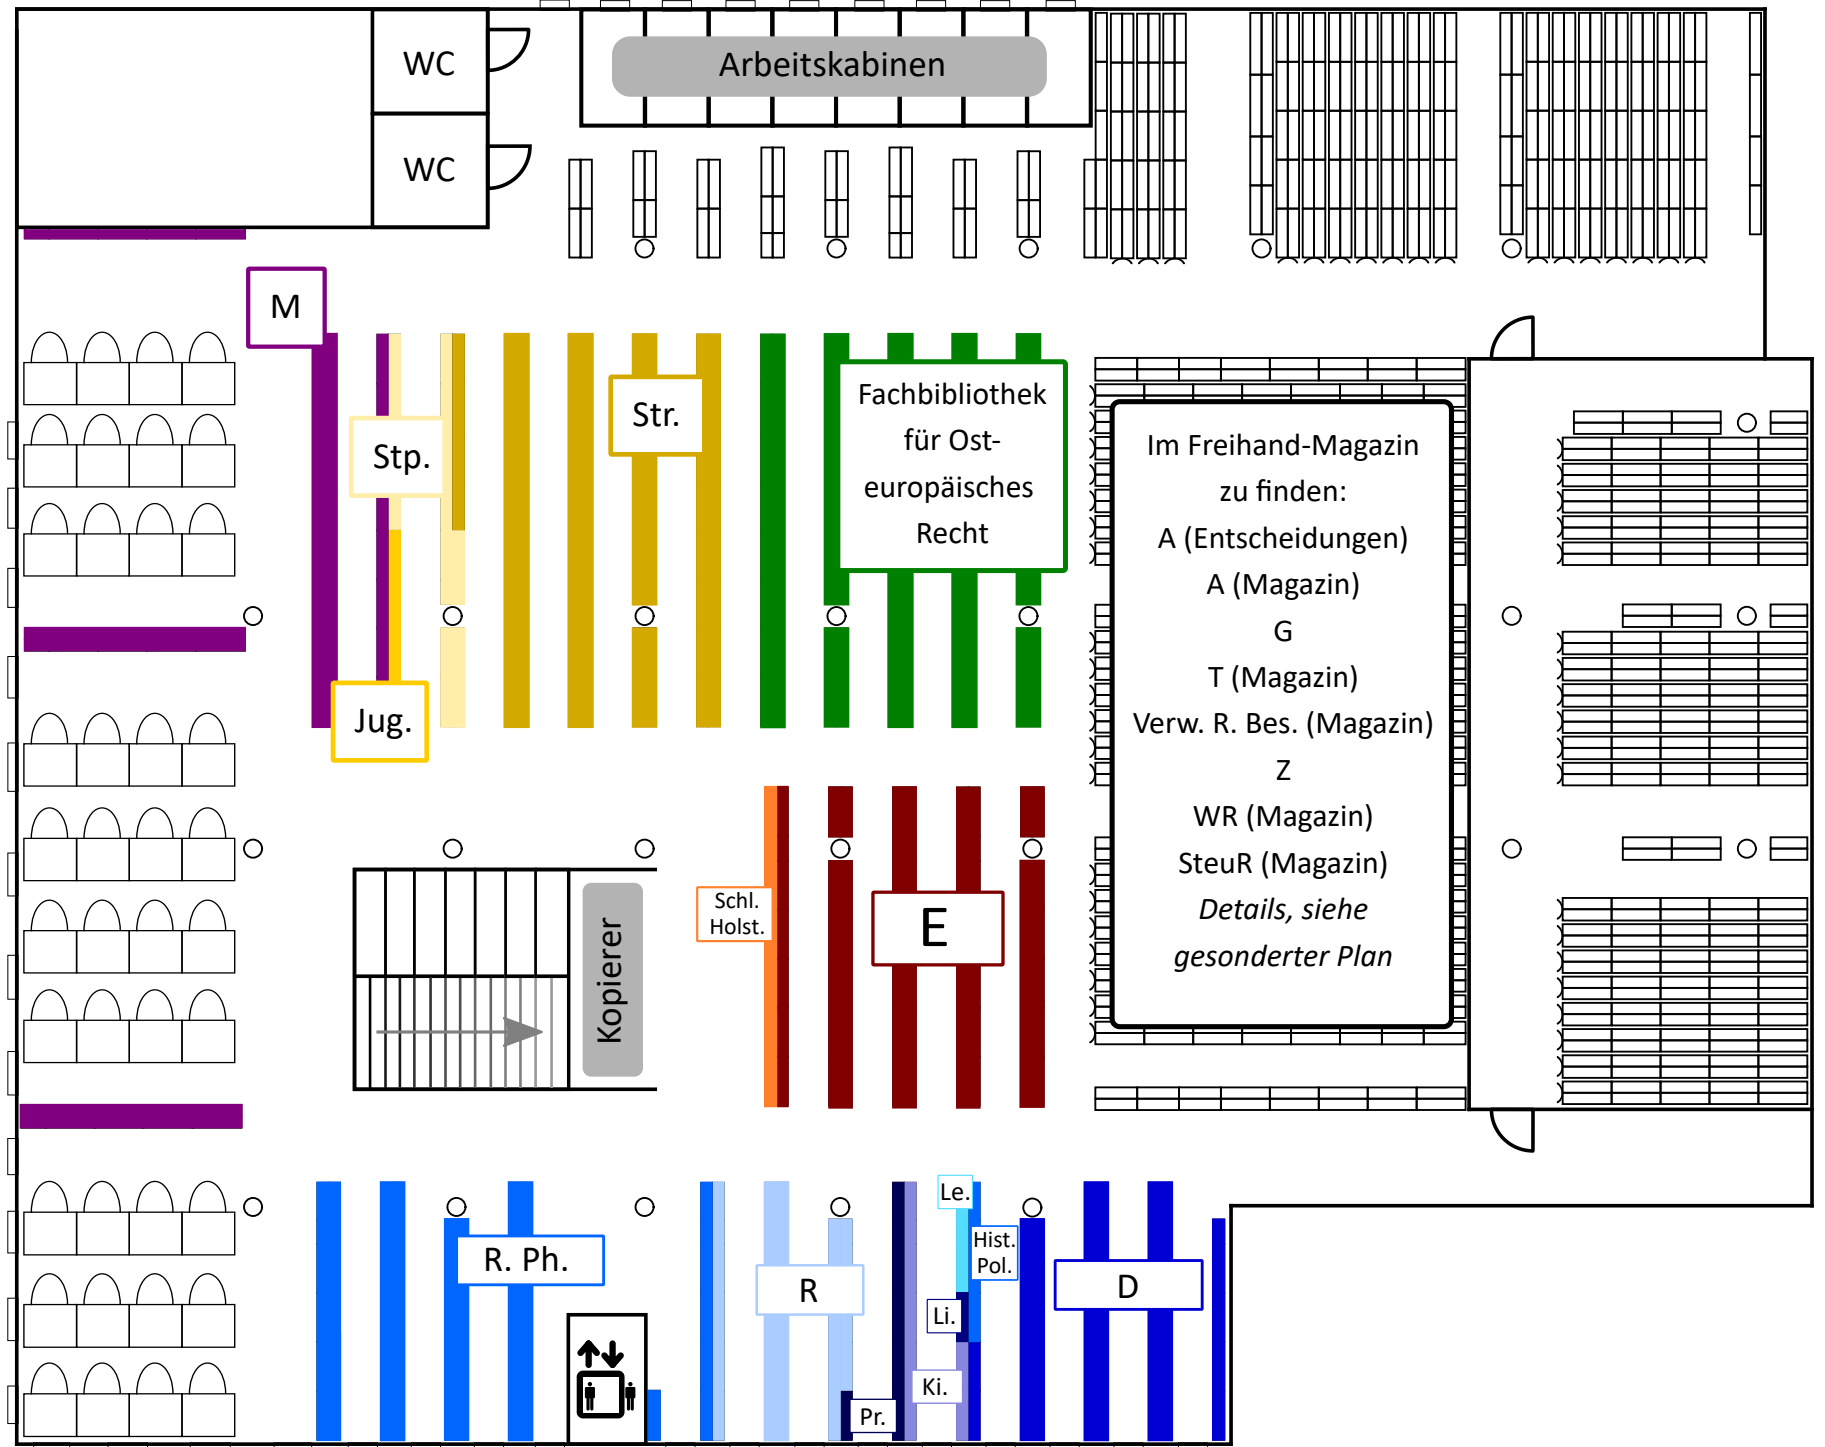 WC
Arbeitskabinen
WC
M
Stp.
Str.
Fachbibliothek
für Ost-
europäisches
Recht
Jug.
Im Freihand-Magazin
zu finden:
A (Entscheidungen)
A (Magazin)
G
T (Magazin)
Verw. R. Bes. (Magazin)
Z
WR (Magazin)
SteuR (Magazin)
Details, siehe
gesonderter Plan
Kopierer
Schl.
Holst.
E
R. Ph.
R
Le.
Hist.
Pol.
Li.
Ki.
Pr.
D